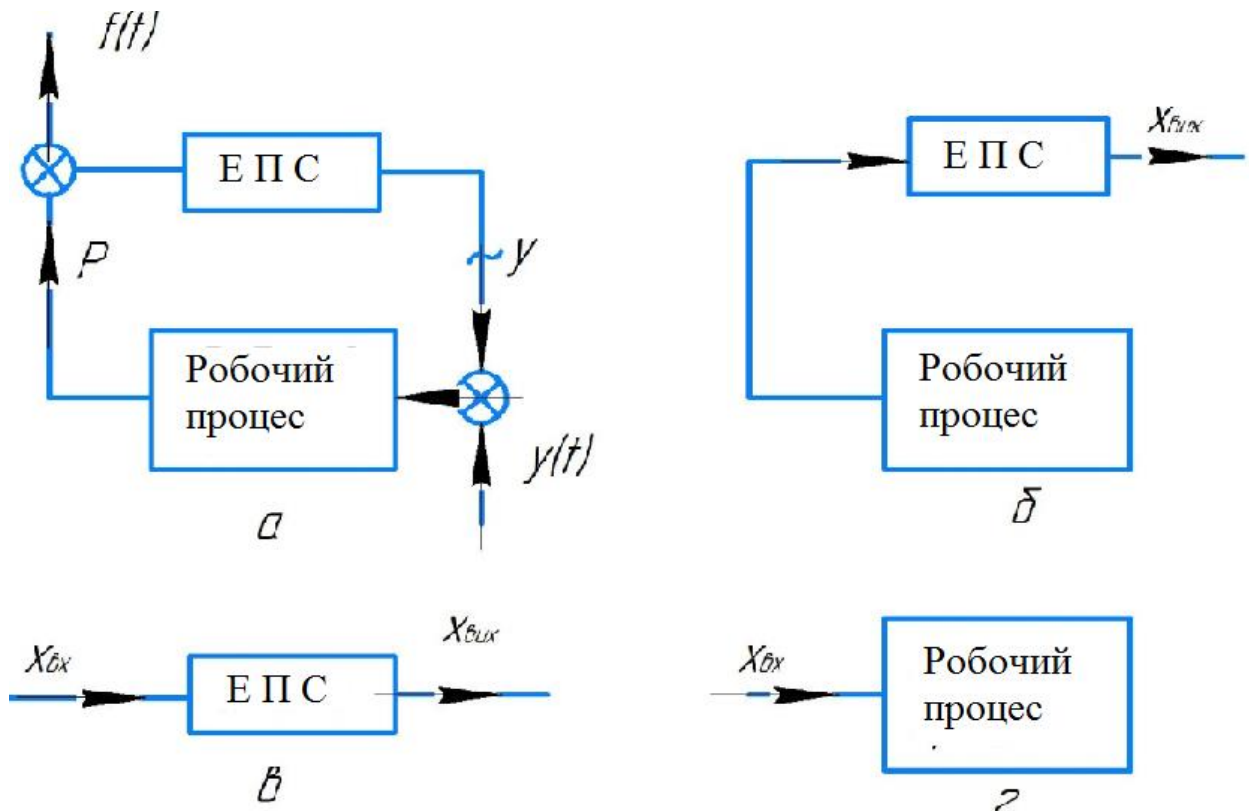 f(t)
Е П С
P
y
Робочий
процес
y(t)
а
Е П С
Xвих
Робочий
процес
б
Xвх
Е П С
Xвих
в
Xвх
Робочий
процес
г